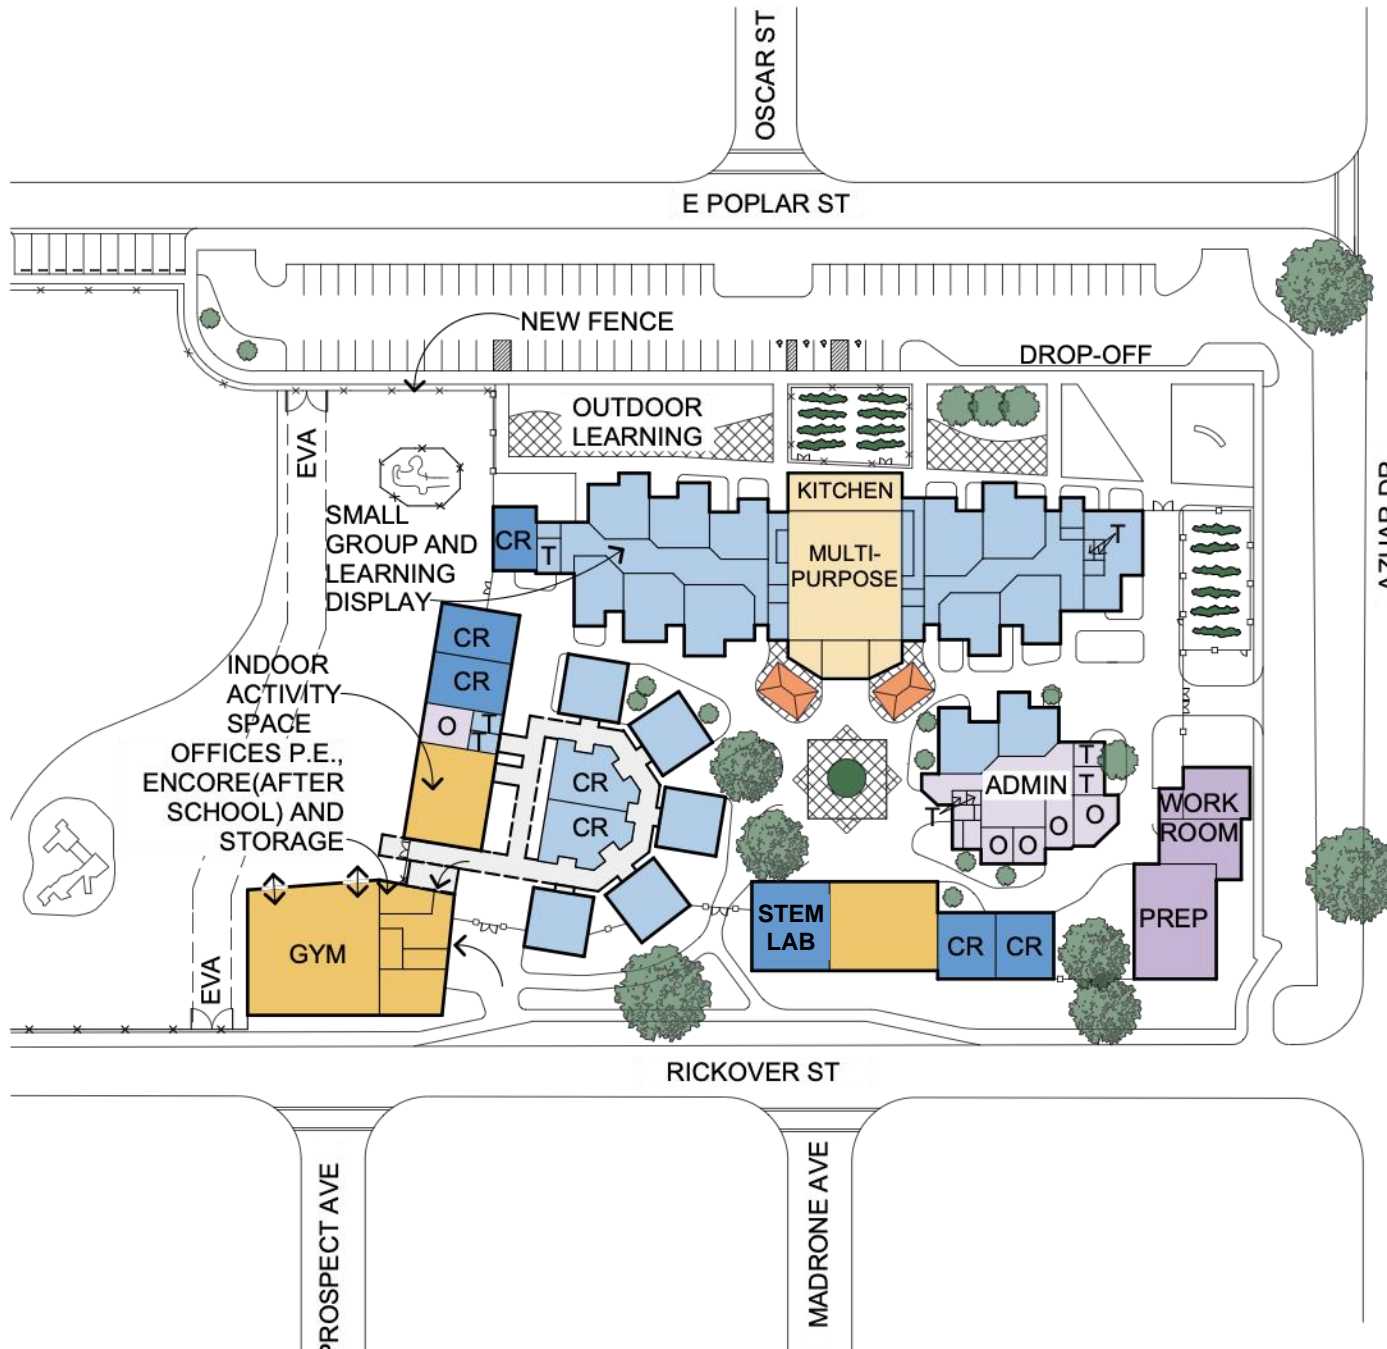 OSCAR ST
E POPLAR ST
NEW FENCE
DROP-OFF
OUTDOOR
LEARNING
EVA
KITCHEN
SMALL
GROUP AND
LEARNING
DISPLAY
CR
T
MULTI-
PURPOSE
T
AZUAR DR
CR
CR
O
T
INDOOR
ACTIVITY
SPACE
OFFICES P.E.,
ENCORE(AFTER
SCHOOL) AND
STORAGE
CR
CR
ADMIN
T
T
T
O
O
O
O
WORK
ROOM
PREP
STEM
LAB
CR
CR
GYM
EVA
RICKOVER ST
PROSPECT AVE
MADRONE AVE